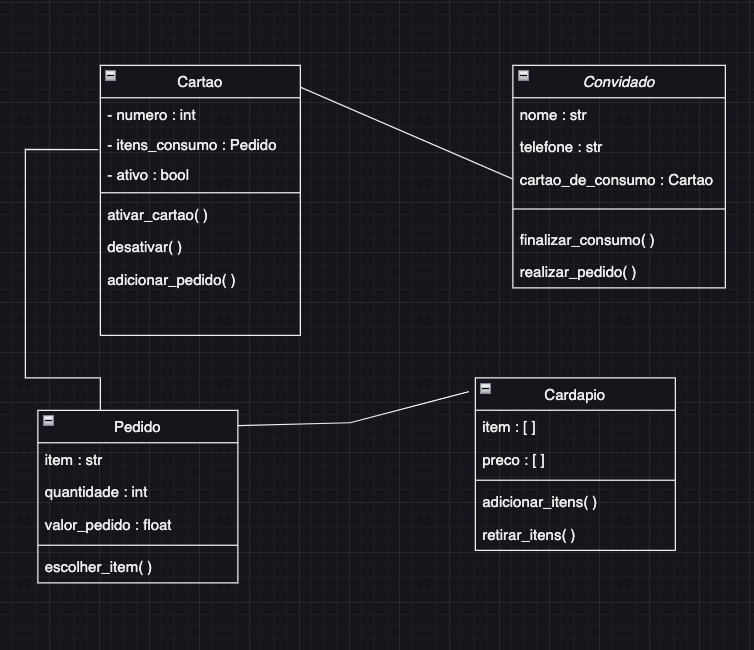 Cartao
- numero : int
- itens_consumo : Pedido
- ativo : bool
ativar_cartao( )
desativar( )
adicionar_pedido( )
Convidado
nome : str
telefone : str
cartao_de_consumo : Cartao
finalizar_consumo( )
realizar_pedido( )
Pedido
item : str
quantidade : int
valor_pedido : float
escolher_item( )
Cardapio
item : [ ]
preco : [ ]
adicionar_itens( )
retirar_itens( )